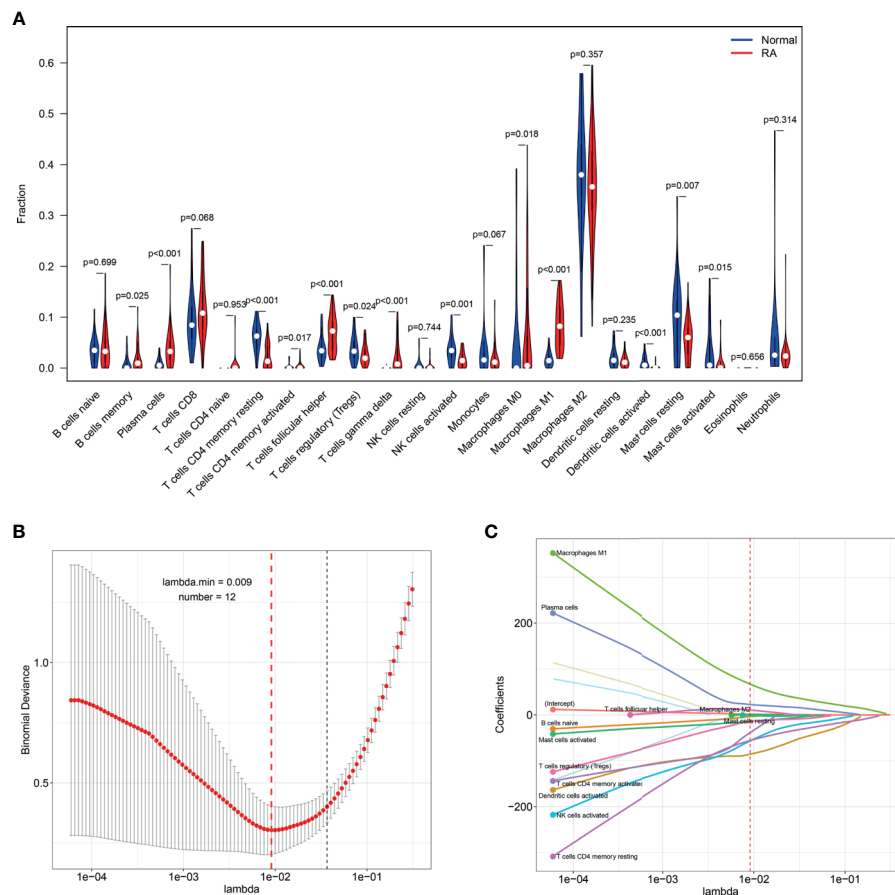 A
Normal
RA
0.6
0.5
0.4
0.3
0.2
0.1
0.0
Fraction
p=0.699
p=0.025
p<0.001
p=0.068
p=0.953
p<0.001
p=0.017
p<0.001
p=0.024
p<0.001
p=0.744
p=0.001
p=0.067
p=0.018
p<0.001
p=0.357
p=0.235
p<0.001
p=0.007
p=0.015
p=0.656
p=0.314
B cells naive
B cells memory
Plasma cells
T cells CD8
T cells CD4 naive
T cells CD4 memory resting
T cells CD4 memory activated
T cells follicular helper
T cells regulatory (Tregs)
T cells gamma delta
NK cells resting
NK cells activated
Monocytes
Macrophages M0
Macrophages M1
Macrophages M2
Dendritic cells resting
Dendritic cells activated
Mast cells resting
Mast cells activated
Eosinophils
Neutrophils
B
lambda.min = 0.009
number = 12
1.0
0.5
Binomial Deviance
1e−04
1e−03
1e−02
1e−01
lambda
C
Macrophages M1
Plasma cells
(Intercept)
T cells follicular helper
Macrophages M2
Mast cells resting
B cells naive
Mast cells activated
T cells regulatory (Tregs)
T cells CD4 memory activated
Dendritic cells activated
NK cells activated
T cells CD4 memory resting
200
0
−200
Coefficients
1e−04
1e−03
1e−02
1e−01
lambda